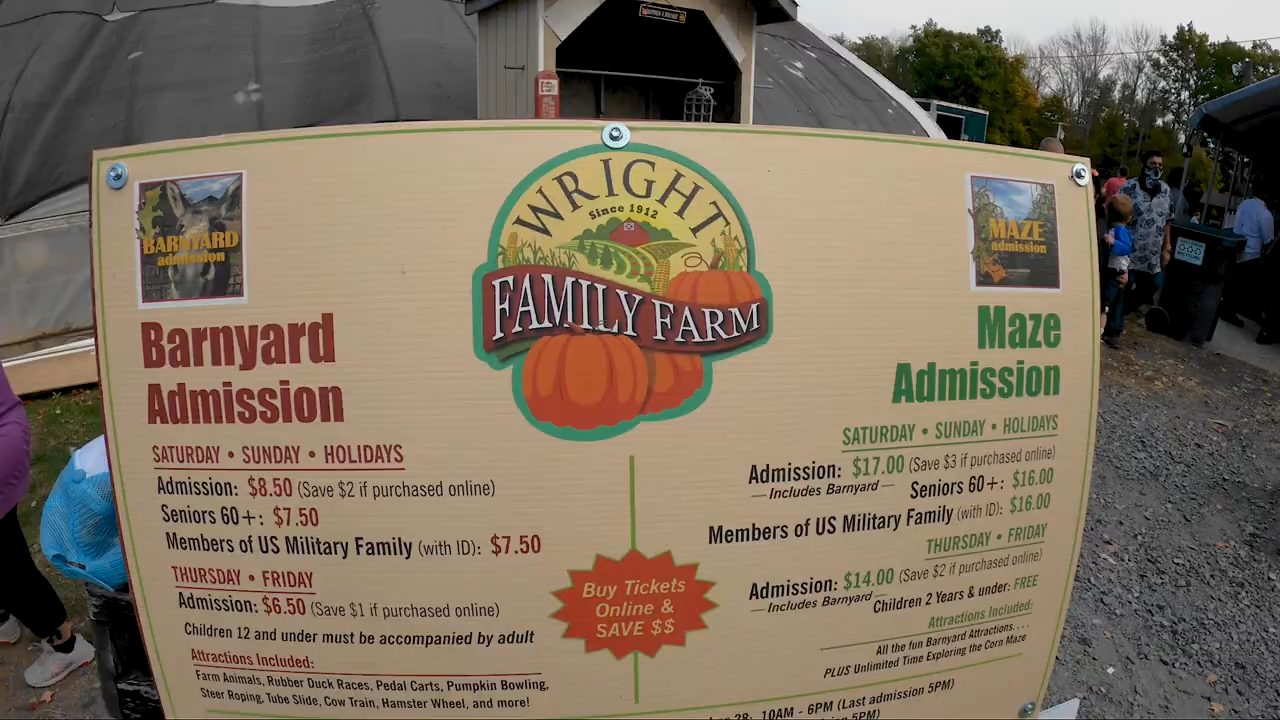 WRIGHT
Since 1912
FAMILY FARM
BARNYARD
admission
Barnyard
Admission
SATURDAY • SUNDAY • HOLIDAYS
Admission: $8.50 (Save $2 if purchased online)
Seniors 60+: $7.50
Members of US Military Family (with ID): $7.50
THURSDAY • FRIDAY
Admission: $6.50 (Save $1 if purchased online)
Children 12 and under must be accompanied by adult
Attractions Included:
Farm Animals, Rubber Duck Races, Pedal Carts, Pumpkin Bowling,
Steer Roping, Tube Slide, Cow Train, Hamster Wheel, and more!
Buy Tickets
Online &
SAVE $$
MAZE
admission
Maze
Admission
SATURDAY • SUNDAY • HOLIDAYS
Admission: $17.00 (Save $3 if purchased online)
— Includes Barnyard —
Seniors 60+: $16.00
Members of US Military Family (with ID): $16.00
THURSDAY • FRIDAY
Admission: $14.00 (Save $2 if purchased online)
— Includes Barnyard —
Children 2 Years & under: FREE
Attractions Included:
All the fun Barnyard Attractions. . . .
PLUS Unlimited Time Exploring the Corn Maze
28: 10AM - 6PM (Last admission 5PM)
ion 5PM)